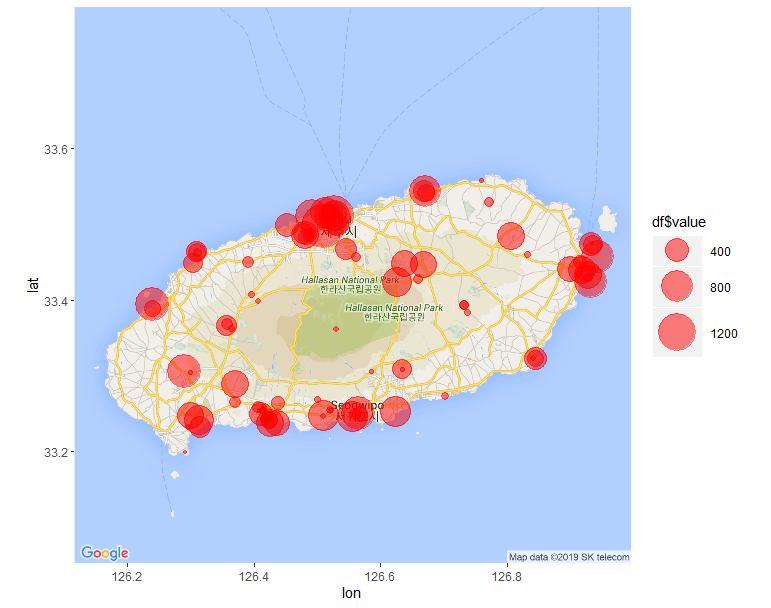 33.6
33.4
33.2
lat
Hallasan National Park
한라산국립공원
Hallasan National Park
한라산국립공원
Seogwipo
Google
Map data ©2019 SK telecom
126.2
126.4
126.6
126.8
lon
df$value
400
800
1200